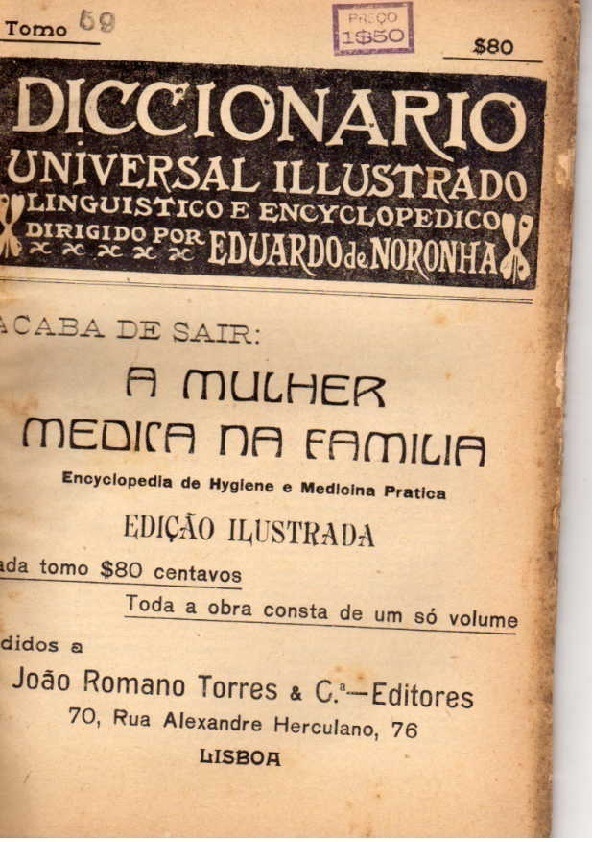 Tomo 59
PREÇO
1$50
$80
DICCIONARIO
UNIVERSAL ILLUSTRADO
LINGUISTICO E ENCYCLOPEDICO
DIRIGIDO POR EDUARDO de NORONHA
ACABA DE SAIR:
A MULHER
MEDICA NA FAMILIA
Encyclopedia de Hygiene e Medicina Pratica
EDIÇÃO ILUSTRADA
ada tomo $80 centavos
Toda a obra consta de um só volume
didos a
João Romano Torres & C.ª—Editores
70, Rua Alexandre Herculano, 76
LISBOA